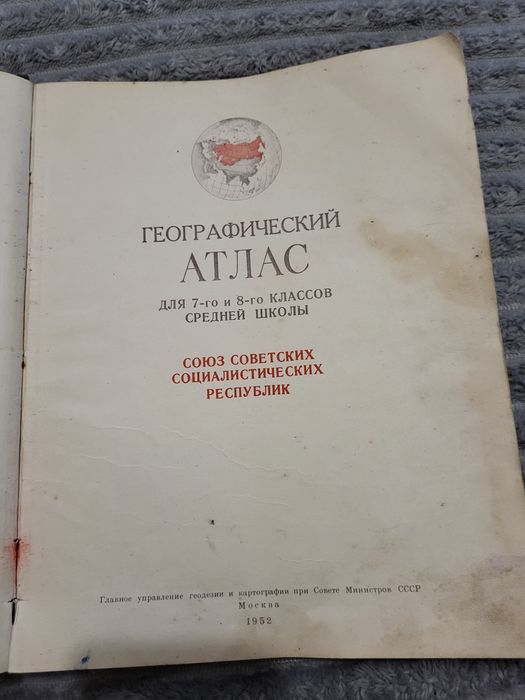 ГЕОГРАФИЧЕСКИЙ
АТЛАС
ДЛЯ 7-го и 8-го КЛАССОВ
СРЕДНЕЙ ШКОЛЫ
СОЮЗ СОВЕТСКИХ
СОЦИАЛИСТИЧЕСКИХ
РЕСПУБЛИК
Главное управление геодезии и картографии при Совете Министров СССР
Москва
1952